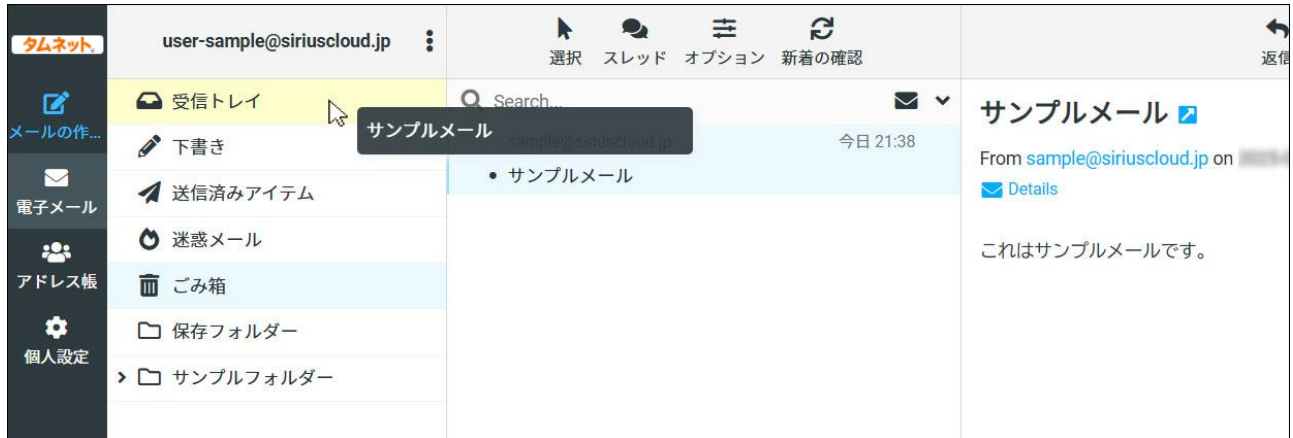 タムネット。
メールの作...
電子メール
アドレス帳
個人設定
user-sample@siriuscloud.jp
受信トレイ
下書き
送信済みアイテム
迷惑メール
ごみ箱
保存フォルダー
サンプルフォルダー
選択 スレッド オプション 新着の確認
Search...
サンプルメール
sample@siriuscloud.jp 今日 21:38
• サンプルメール
返信
サンプルメール
From sample@siriuscloud.jp on
Details
これはサンプルメールです。